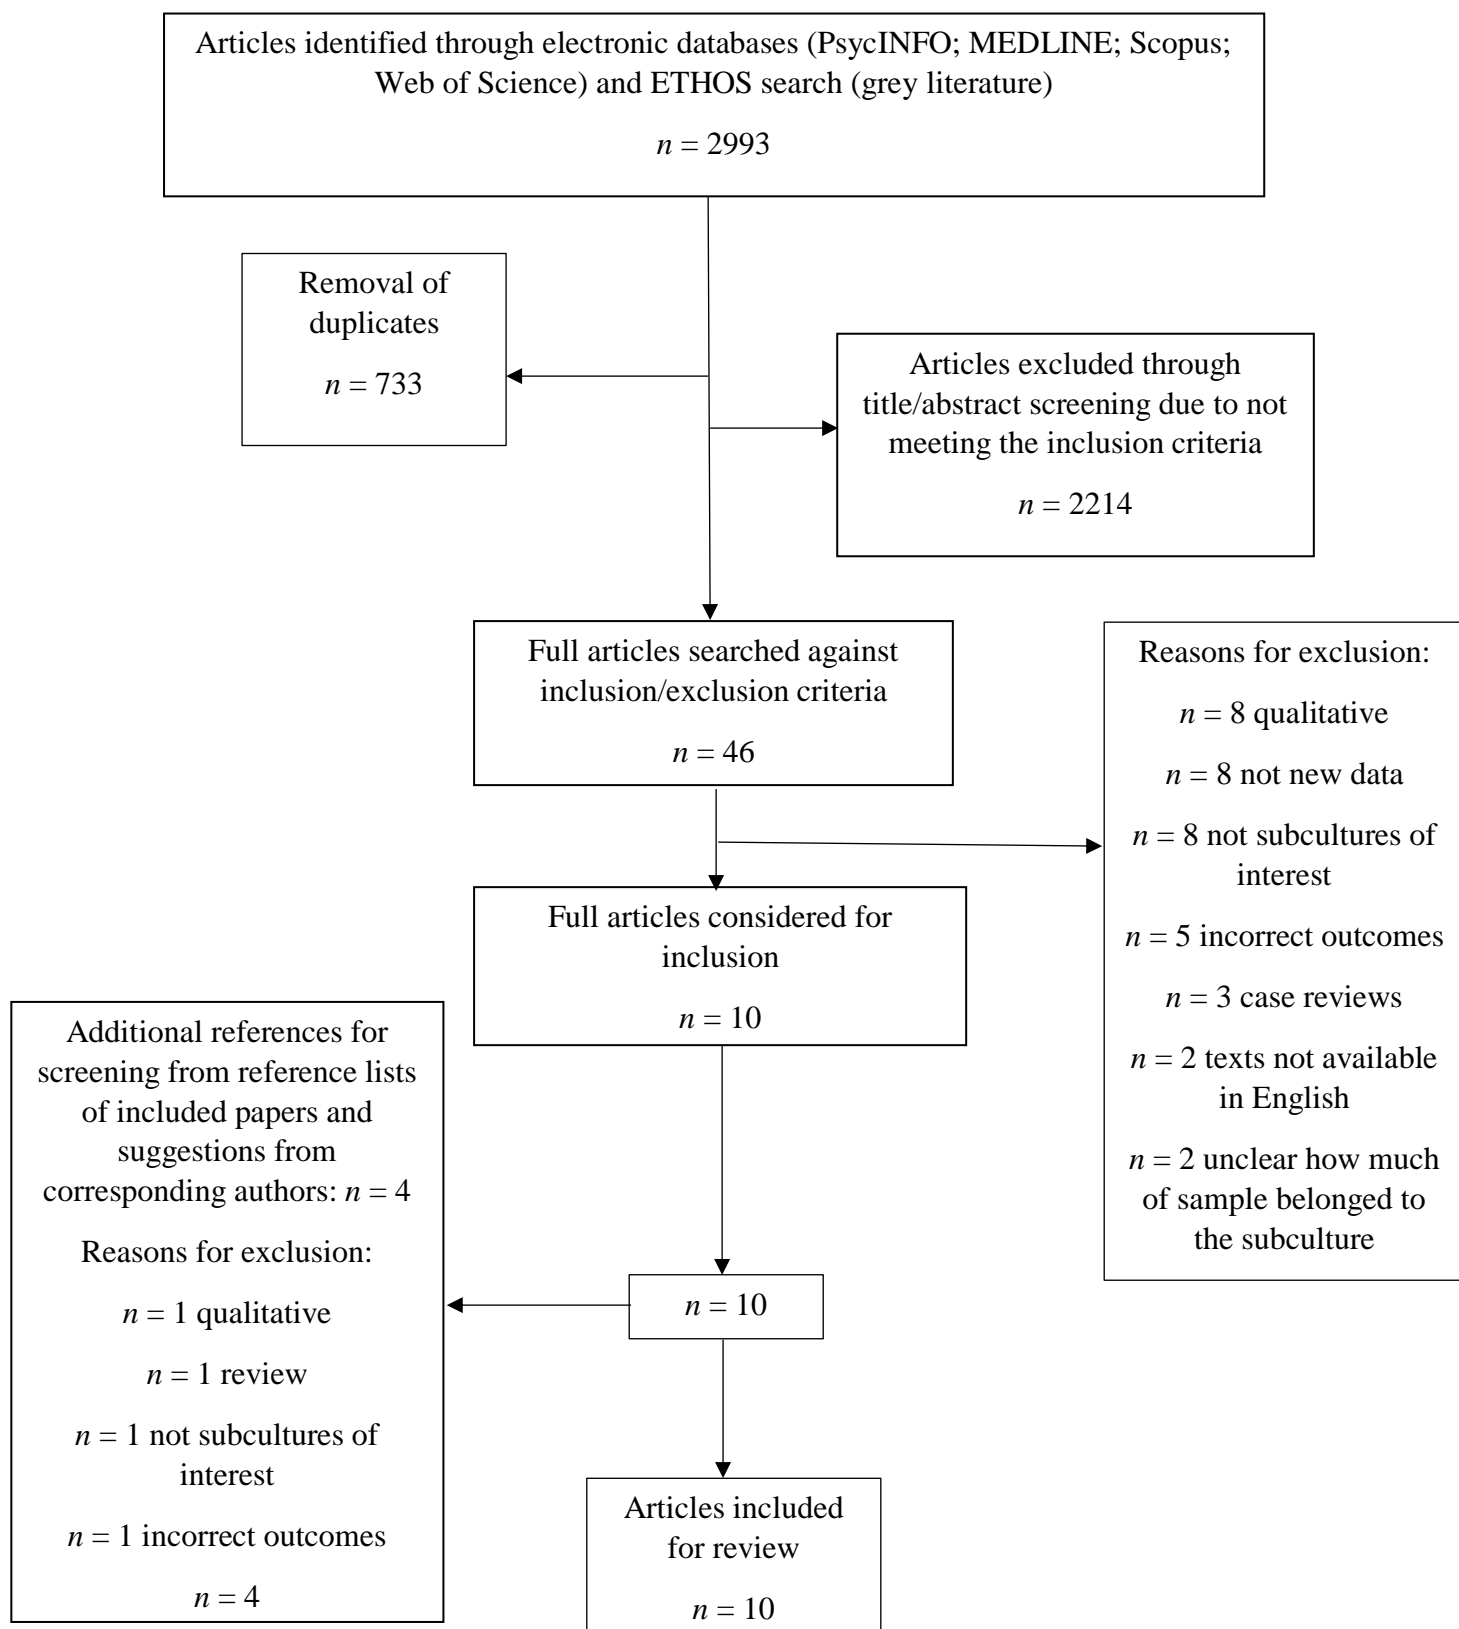 Articles identified through electronic databases (PsycINFO; MEDLINE; Scopus;
Web of Science) and ETHOS search (grey literature)
n = 2993
Removal of
duplicates
n = 733
Articles excluded through
title/abstract screening due to not
meeting the inclusion criteria
n = 2214
Full articles searched against
inclusion/exclusion criteria
n = 46
Reasons for exclusion:
n = 8 qualitative
n = 8 not new data
n = 8 not subcultures of
interest
n = 5 incorrect outcomes
n = 3 case reviews
n = 2 texts not available
in English
n = 2 unclear how much
of sample belonged to
the subculture
Full articles considered for
inclusion
n = 10
Additional references for
screening from reference lists
of included papers and
suggestions from
corresponding authors: n = 4
Reasons for exclusion:
n = 1 qualitative
n = 1 review
n = 1 not subcultures of
interest
n = 1 incorrect outcomes
n = 4
n = 10
Articles included
for review
n = 10